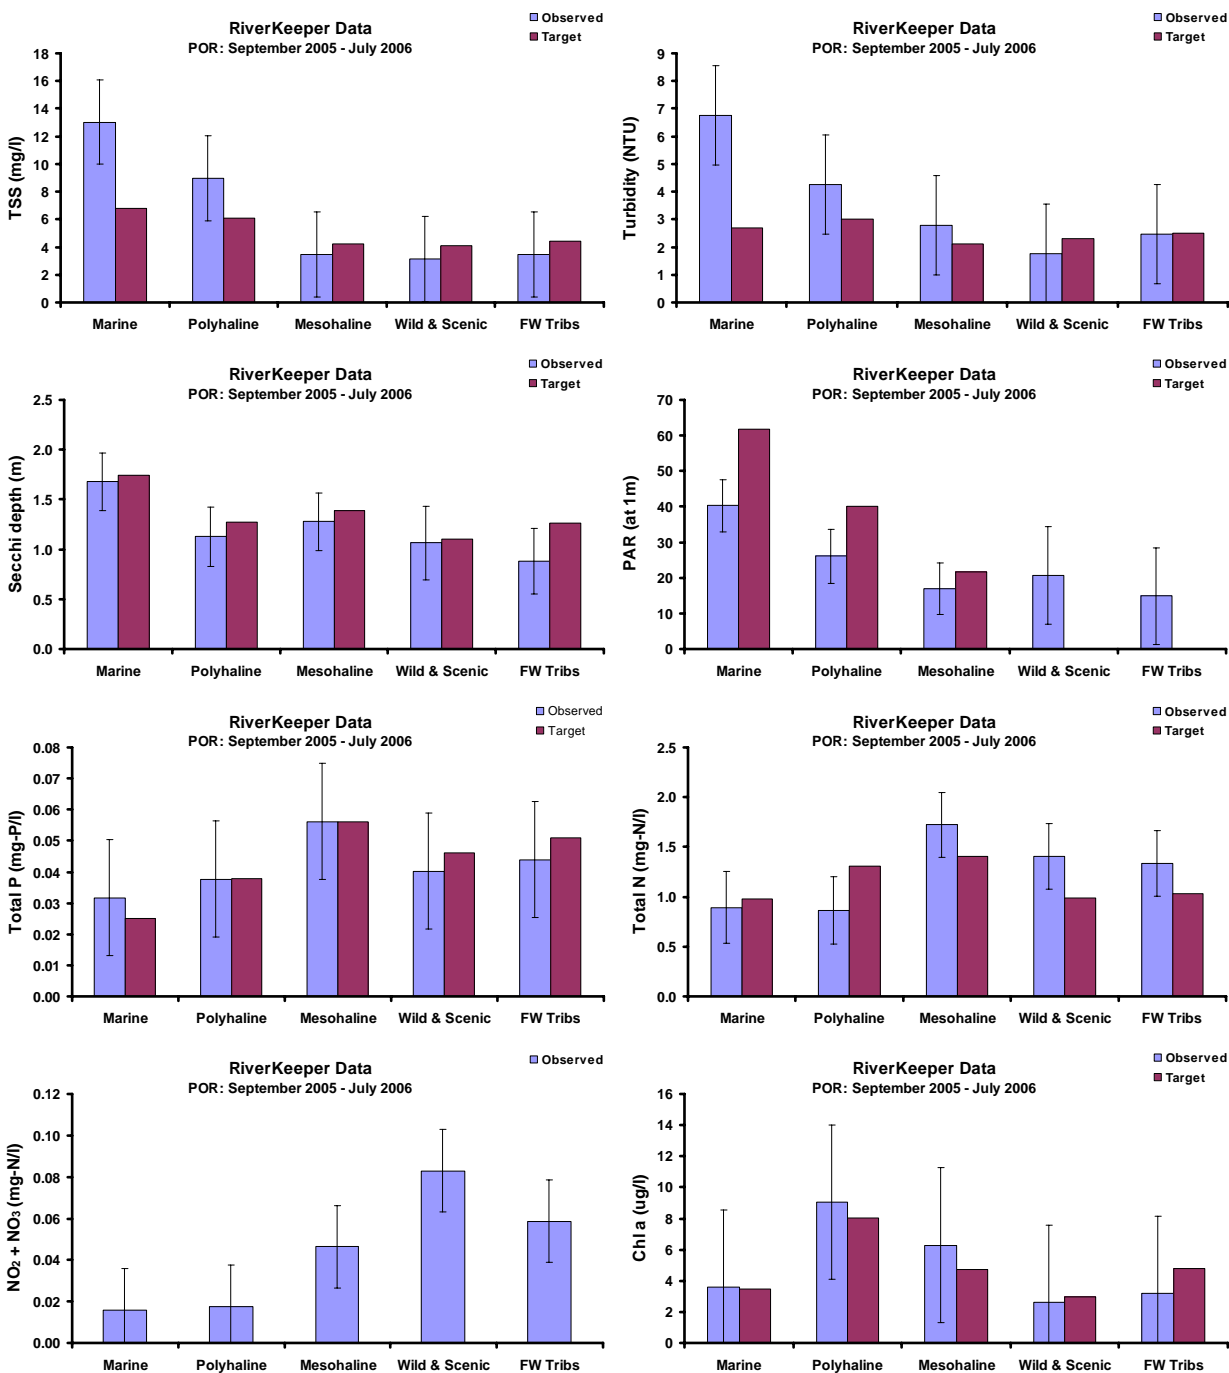 RiverKeeper Data
POR: September 2005 - July 2006
Observed
Target
TSS (mg/l)
18
16
14
12
10
8
6
4
2
0
Marine Polyhaline Mesohaline Wild & Scenic FW Tribs
RiverKeeper Data
POR: September 2005 - July 2006
Observed
Target
Turbidity (NTU)
9
8
7
6
5
4
3
2
1
0
Marine Polyhaline Mesohaline Wild & Scenic FW Tribs
RiverKeeper Data
POR: September 2005 - July 2006
Observed
Target
Secchi depth (m)
2.5
2.0
1.5
1.0
0.5
0.0
Marine Polyhaline Mesohaline Wild & Scenic FW Tribs
RiverKeeper Data
POR: September 2005 - July 2006
Observed
Target
PAR (at 1m)
70
60
50
40
30
20
10
0
Marine Polyhaline Mesohaline Wild & Scenic FW Tribs
RiverKeeper Data
POR: September 2005 - July 2006
Observed
Target
Total P (mg-P/l)
0.08
0.07
0.06
0.05
0.04
0.03
0.02
0.01
0.00
Marine Polyhaline Mesohaline Wild & Scenic FW Tribs
RiverKeeper Data
POR: September 2005 - July 2006
Observed
Target
Total N (mg-N/l)
2.5
2.0
1.5
1.0
0.5
0.0
Marine Polyhaline Mesohaline Wild & Scenic FW Tribs
RiverKeeper Data
POR: September 2005 - July 2006
Observed
NO₂ + NO₃ (mg-N/l)
0.12
0.10
0.08
0.06
0.04
0.02
0.00
Marine Polyhaline Mesohaline Wild & Scenic FW Tribs
RiverKeeper Data
POR: September 2005 - July 2006
Observed
Target
Chl a (ug/l)
16
14
12
10
8
6
4
2
0
Marine Polyhaline Mesohaline Wild & Scenic FW Tribs